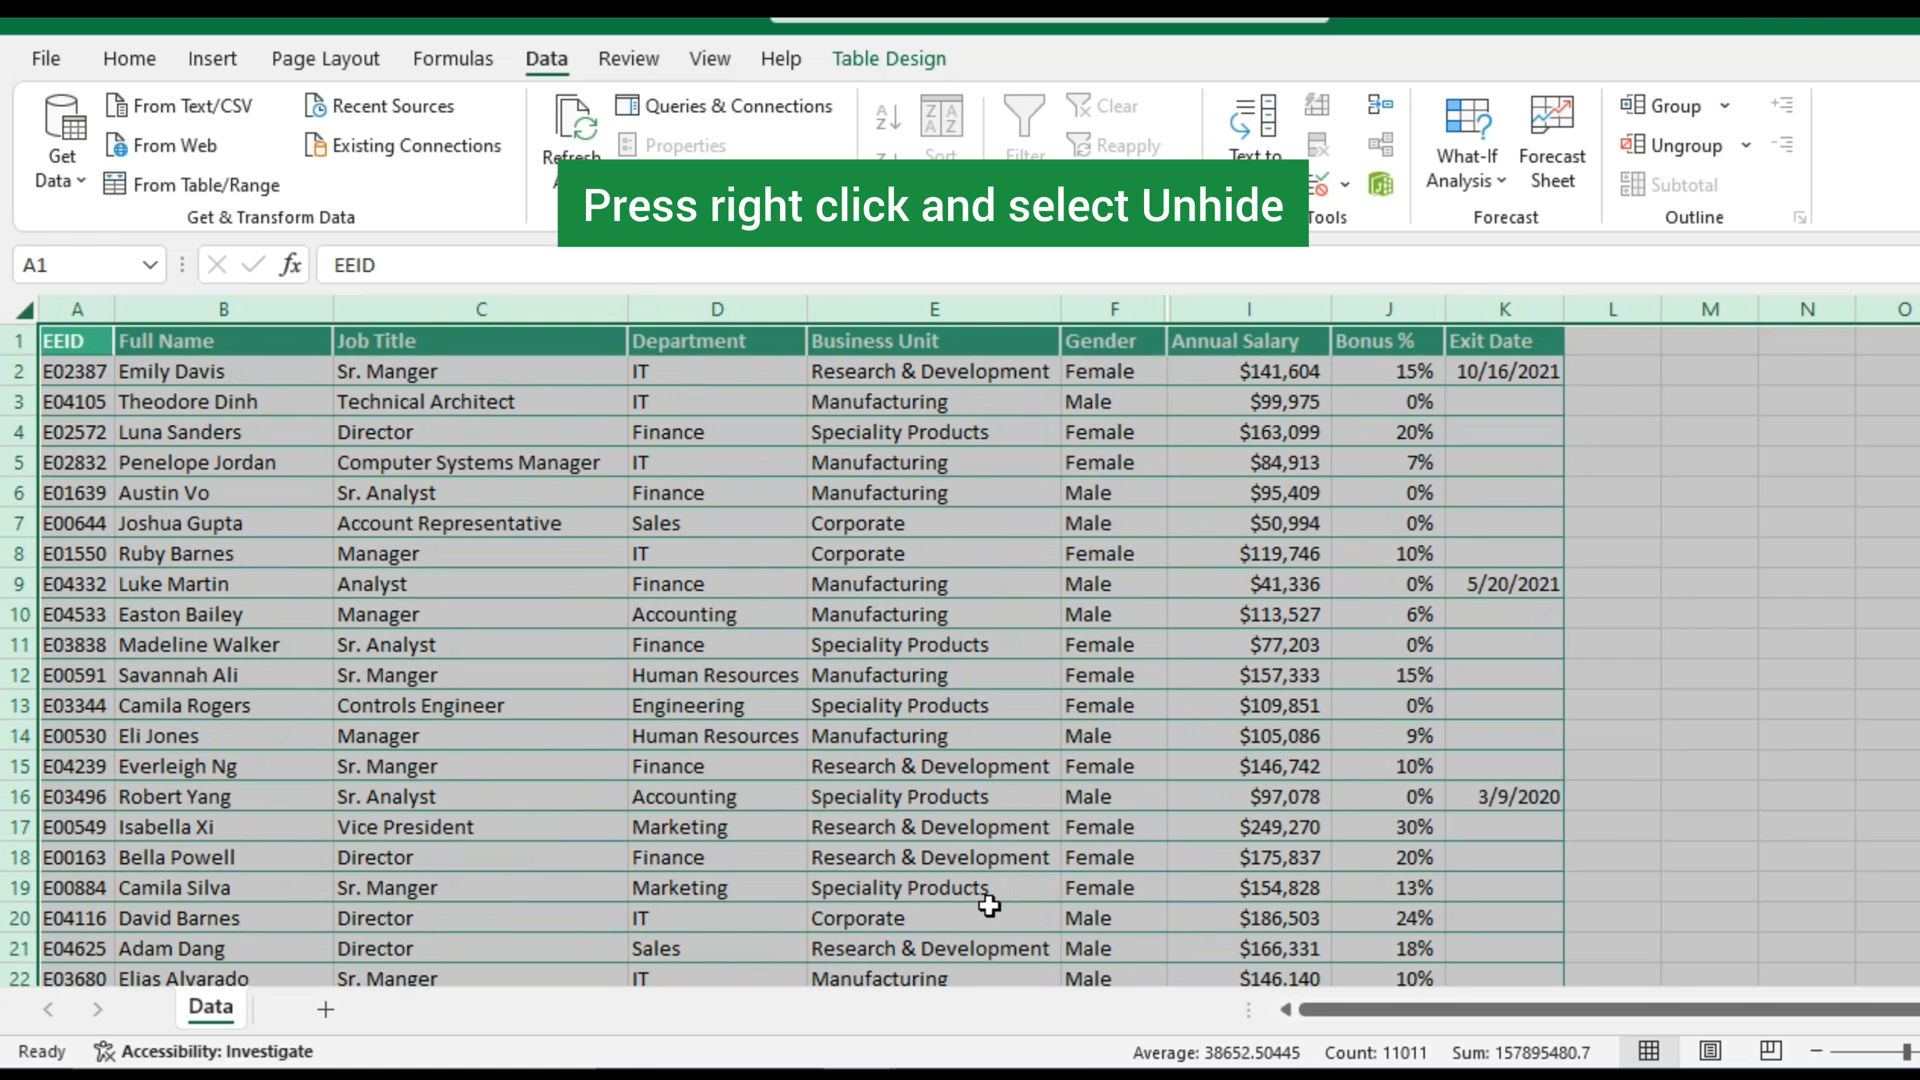 File Home Insert Page Layout Formulas Data Review View Help Table Design
From Text/CSV Recent Sources Queries & Connections Clear Group
Get Data From Web Existing Connections Refresh Properties Sort Filter Reapply Text to What-If Analysis Forecast Sheet Ungroup
From Table/Range Subtotal
Get & Transform Data Tools Forecast Outline
Press right click and select Unhide
A1 fx EEID
A B C D E F I J K L M N O
1 EEID Full Name Job Title Department Business Unit Gender Annual Salary Bonus % Exit Date
2 E02387 Emily Davis Sr. Manger IT Research & Development Female $141,604 15% 10/16/2021
3 E04105 Theodore Dinh Technical Architect IT Manufacturing Male $99,975 0%
4 E02572 Luna Sanders Director Finance Speciality Products Female $163,099 20%
5 E02832 Penelope Jordan Computer Systems Manager IT Manufacturing Female $84,913 7%
6 E01639 Austin Vo Sr. Analyst Finance Manufacturing Male $95,409 0%
7 E00644 Joshua Gupta Account Representative Sales Corporate Male $50,994 0%
8 E01550 Ruby Barnes Manager IT Corporate Female $119,746 10%
9 E04332 Luke Martin Analyst Finance Manufacturing Male $41,336 0% 5/20/2021
10 E04533 Easton Bailey Manager Accounting Manufacturing Male $113,527 6%
11 E03838 Madeline Walker Sr. Analyst Finance Speciality Products Female $77,203 0%
12 E00591 Savannah Ali Sr. Manger Human Resources Manufacturing Female $157,333 15%
13 E03344 Camila Rogers Controls Engineer Engineering Speciality Products Female $109,851 0%
14 E00530 Eli Jones Manager Human Resources Manufacturing Male $105,086 9%
15 E04239 Everleigh Ng Sr. Manger Finance Research & Development Female $146,742 10%
16 E03496 Robert Yang Sr. Analyst Accounting Speciality Products Male $97,078 0% 3/9/2020
17 E00549 Isabella Xi Vice President Marketing Research & Development Female $249,270 30%
18 E00163 Bella Powell Director Finance Research & Development Female $175,837 20%
19 E00884 Camila Silva Sr. Manger Marketing Speciality Products Female $154,828 13%
20 E04116 David Barnes Director IT Corporate Male $186,503 24%
21 E04625 Adam Dang Director Sales Research & Development Male $166,331 18%
22 E03680 Elias Alvarado Sr. Manger IT Manufacturing Male $146,140 10%
Data
Ready Accessibility: Investigate Average: 38652.50445 Count: 11011 Sum: 157895480.7